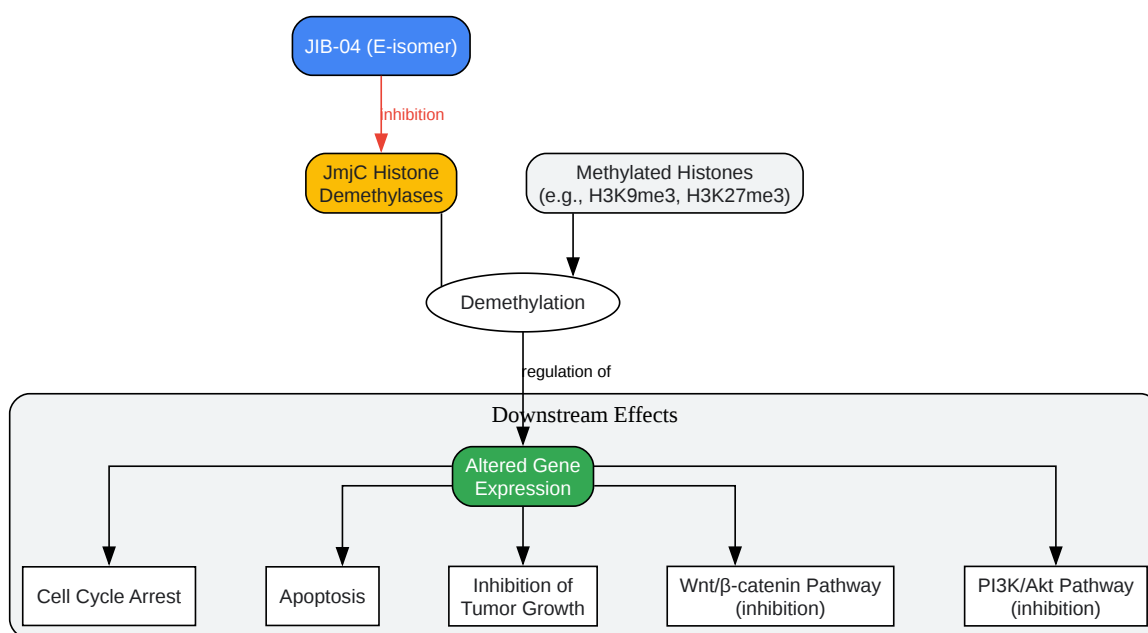 JIB-04 (E-isomer)
inhibition
JmjC Histone
Demethylases
Methylated Histones
(e.g., H3K9me3, H3K27me3)
Demethylation
regulation of
Downstream Effects
Altered Gene
Expression
Cell Cycle Arrest
Apoptosis
Inhibition of
Tumor Growth
Wnt/β-catenin Pathway
(inhibition)
PI3K/Akt Pathway
(inhibition)